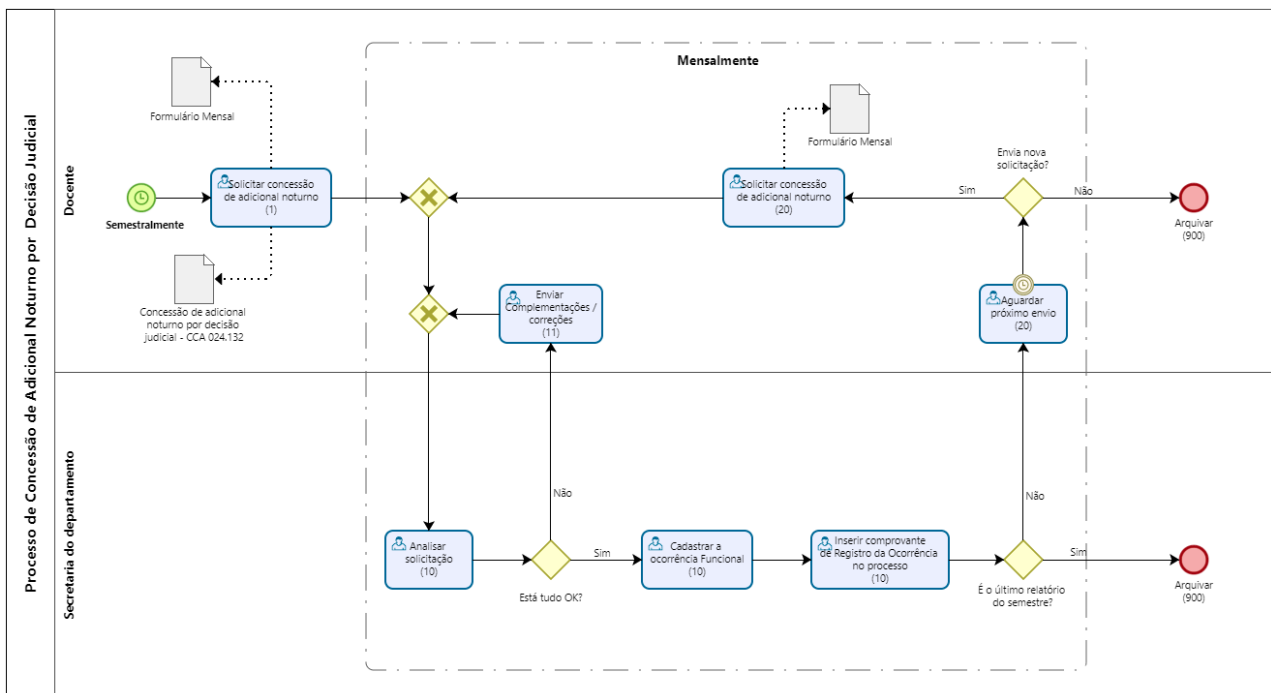 Processo de Concessão de Adicional Noturno por Decisão Judicial
Docente
Mensalmente
Formulário Mensal
Formulário Mensal
Envia nova
solicitação?
Semestralmente
Solicitar concessão
de adicional noturno
(1)
Solicitar concessão
de adicional noturno
(20)
Sim
Não
Arquivar
(900)
Concessão de adicional
noturno por decisão
judicial - CCA 024.132
Enviar
Complementações /
correções
(11)
Aguardar
próximo envio
(20)
Secretaria do departamento
Não
Não
Analisar
solicitação
(10)
Está tudo OK?
Sim
Cadastrar a
ocorrência Funcional
(10)
Inserir comprovante
de Registro da Ocorrência
no processo
(10)
É o último relatório
do semestre?
Sim
Arquivar
(900)